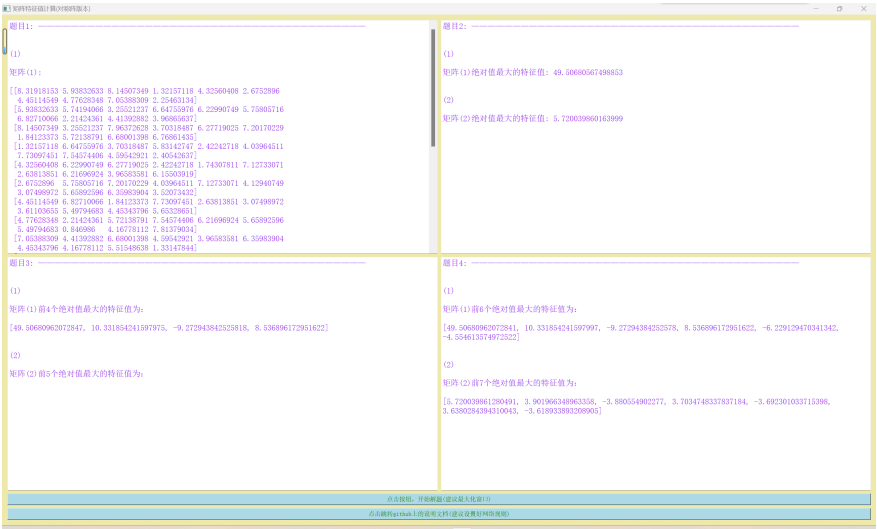 矩阵特征值计算(对称阵版本)
题目1: ————————————————————————————
(1)
矩阵(1):
[[8.31918153 5.93832633 8.14507349 1.32157118 4.32560408 2.6752896
4.45114549 4.77628348 7.05388309 2.25463134]
[5.93832633 5.74194066 3.25521237 6.64755976 6.22990749 5.75805716
6.82710066 2.21424361 4.41392882 3.96865637]
[8.14507349 3.25521237 7.96372628 3.70318487 6.27719025 7.20170229
1.84123373 5.72138791 6.68001398 6.76861435]
[1.32157118 6.64755976 3.70318487 5.83142747 2.42242718 4.03964511
7.73097451 7.54574406 4.59542921 2.40542637]
[4.32560408 6.22990749 6.27719025 2.42242718 1.74307811 7.12733071
2.63813851 6.21696924 3.96583581 6.15503919]
[2.6752896  5.75805716 7.20170229 4.03964511 7.12733071 4.12940749
3.07498972 5.65892596 6.35983904 3.52073432]
[4.45114549 6.82710066 1.84123373 7.73097451 2.63813851 3.07498972
3.61103655 5.49794683 4.45343796 5.65328651]
[4.77628348 2.21424361 5.72138791 7.54574406 6.21696924 5.65892596
5.49794683 0.846986   4.16778112 7.81379034]
[7.05388309 4.41392882 6.68001398 4.59542921 3.96583581 6.35983904
4.45343796 4.16778112 5.51548638 1.33147844]
题目2: ————————————————————————————
(1)
矩阵(1)绝对值最大的特征值: 49.50680567498853
(2)
矩阵(2)绝对值最大的特征值: 5.720039860163999
题目3: ————————————————————————————
(1)
矩阵(1)前4个绝对值最大的特征值为:
[49.50680962072847, 10.331854241597975, -9.272943842525818, 8.536896172951622]
(2)
矩阵(2)前5个绝对值最大的特征值为:
题目4: ————————————————————————————
(1)
矩阵(1)前6个绝对值最大的特征值为:
[49.50680962072841, 10.331854241597997, -9.27294384252578, 8.536896172951622, -6.229129470341342,
-4.554613574972522]
(2)
矩阵(2)前7个绝对值最大的特征值为:
[5.720039861280491, 3.901966348963358, -3.880554902277, 3.7034748337837184, -3.692301033715398,
3.6380284394310043, -3.618933893208905]
点击按钮，开始解题(建议最大化窗口)
点击跳转github上的说明文档(建议设置好网络规则)